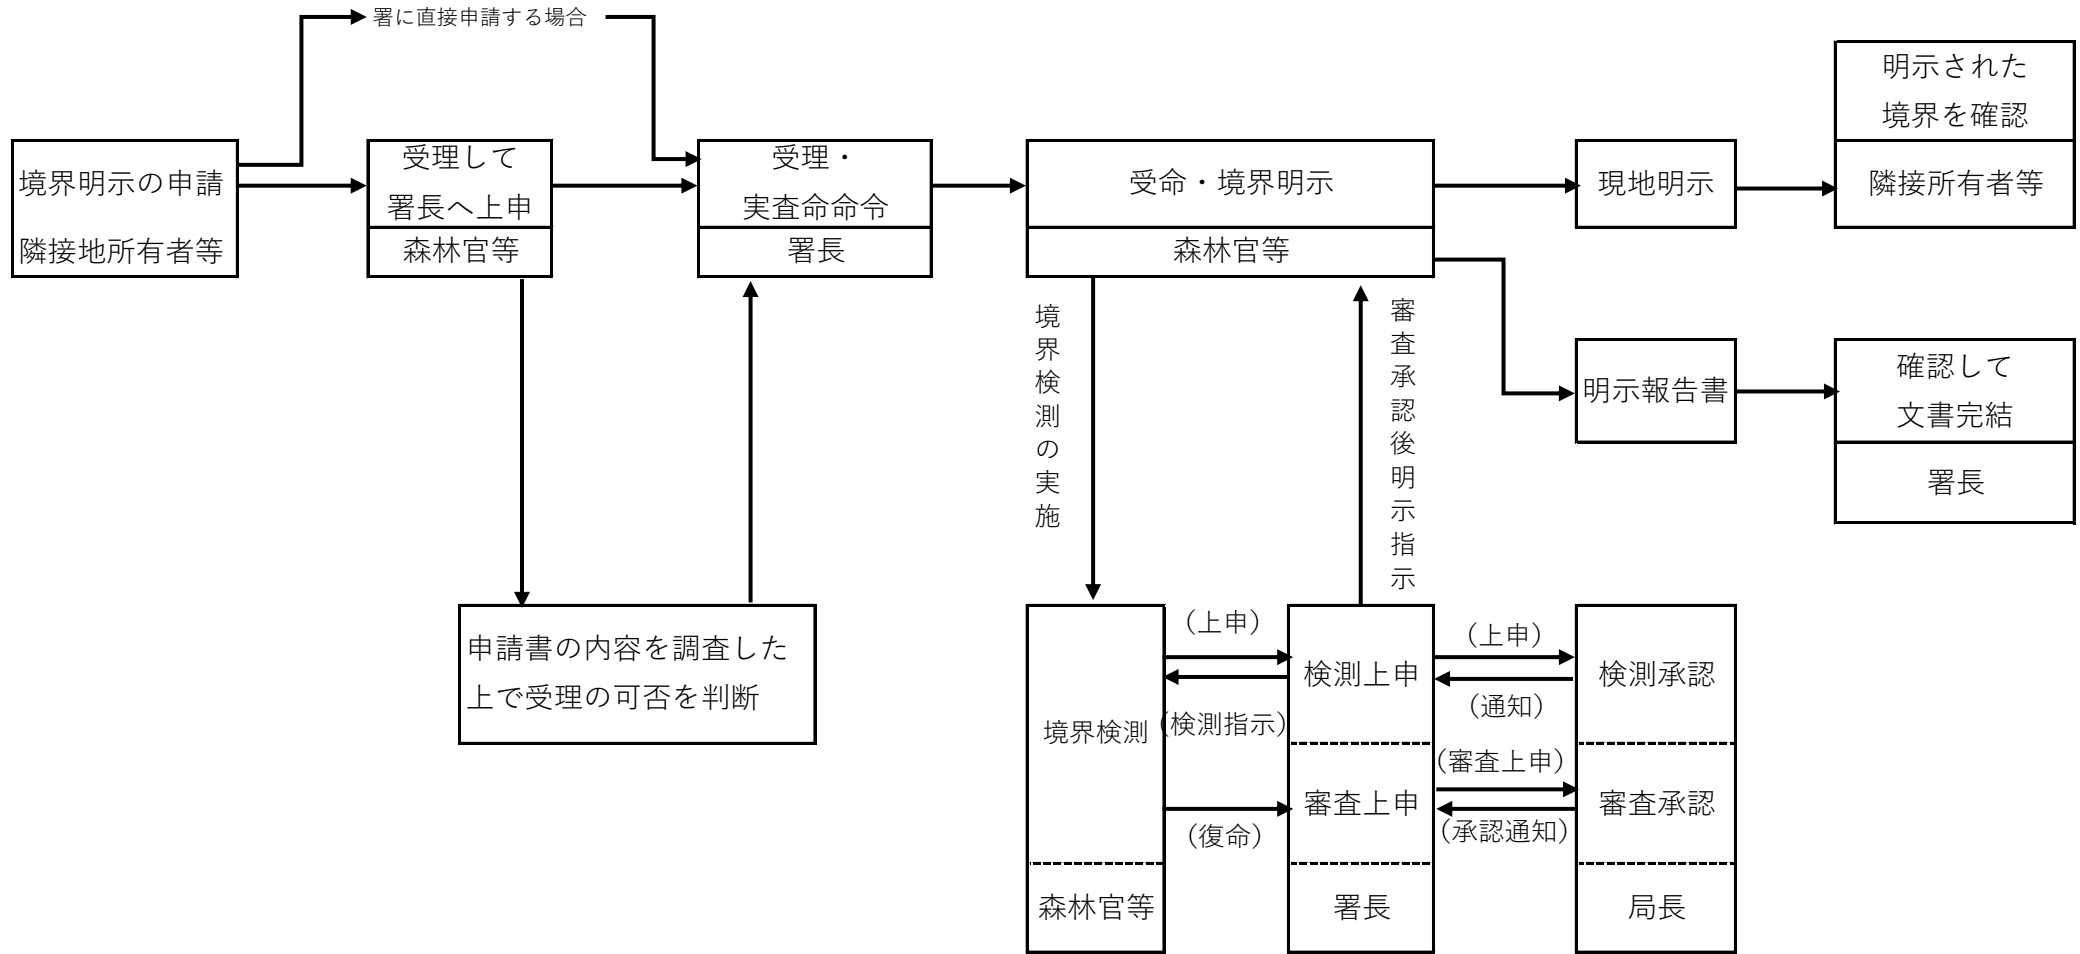 署に直接申請する場合
境界明示の申請
隣接地所有者等
受理して
署長へ上申
森林官等
受理・
実査命命令
署長
受命・境界明示
森林官等
現地明示
明示された
境界を確認
隣接所有者等
明示報告書
確認して
文書完結
署長
境界検測の実施
審査承認後明示指示
申請書の内容を調査した
上で受理の可否を判断
境界検測
森林官等
（上申）
（検測指示）
（復命）
検測上申
審査上申
署長
（上申）
（通知）
（審査上申）
（承認通知）
検測承認
審査承認
局長